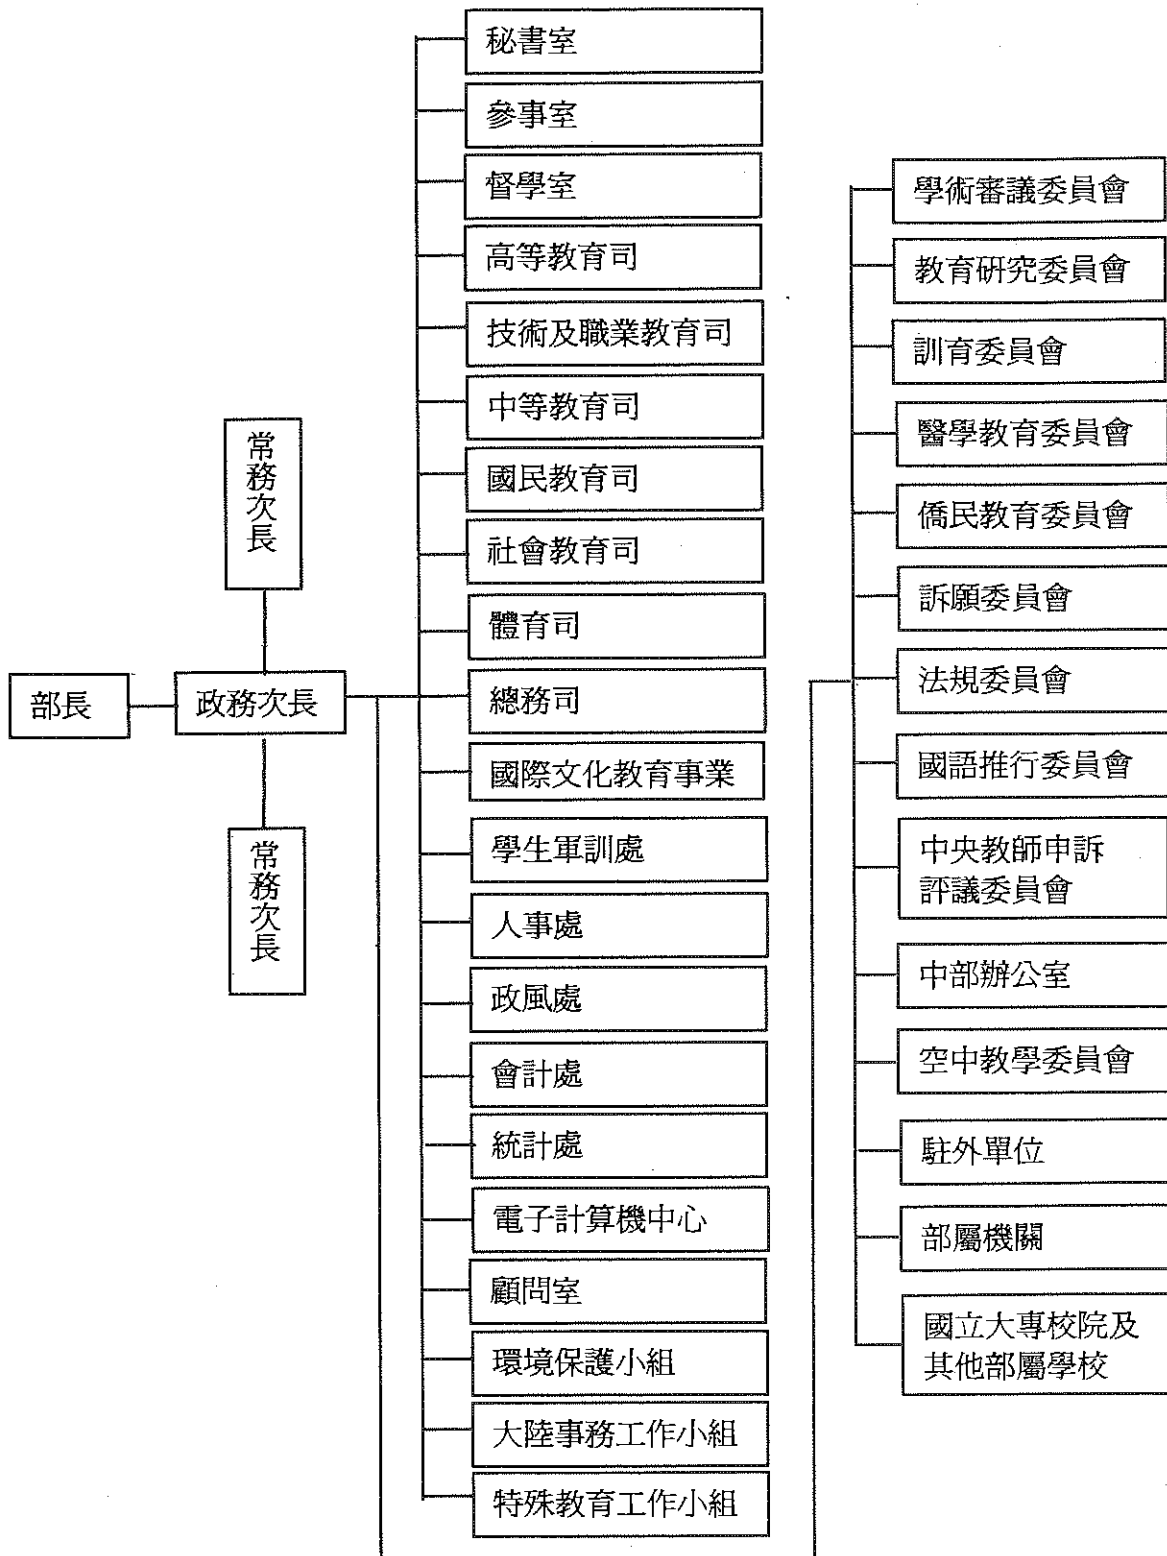 部長
政務次長
常務次長
常務次長
秘書室
參事室
督學室
高等教育司
技術及職業教育司
中等教育司
國民教育司
社會教育司
體育司
總務司
國際文化教育事業
學生軍訓處
人事處
政風處
會計處
統計處
電子計算機中心
顧問室
環境保護小組
大陸事務工作小組
特殊教育工作小組
學術審議委員會
教育研究委員會
訓育委員會
醫學教育委員會
僑民教育委員會
訴願委員會
法規委員會
國語推行委員會
中央教師申訴
評議委員會
中部辦公室
空中教學委員會
駐外單位
部屬機關
國立大專校院及
其他部屬學校